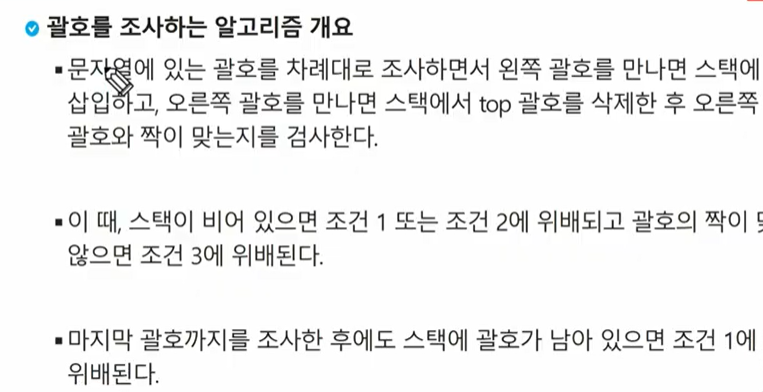 괄호를 조사하는 알고리즘 개요
▪문자열에 있는 괄호를 차례대로 조사하면서 왼쪽 괄호를 만나면 스택에
삽입하고, 오른쪽 괄호를 만나면 스택에서 top 괄호를 삭제한 후 오른쪽
괄호와 짝이 맞는지를 검사한다.
▪이 때, 스택이 비어 있으면 조건 1 또는 조건 2에 위배되고 괄호의 짝이
않으면 조건 3에 위배된다.
▪마지막 괄호까지를 조사한 후에도 스택에 괄호가 남아 있으면 조건 1에
위배된다.